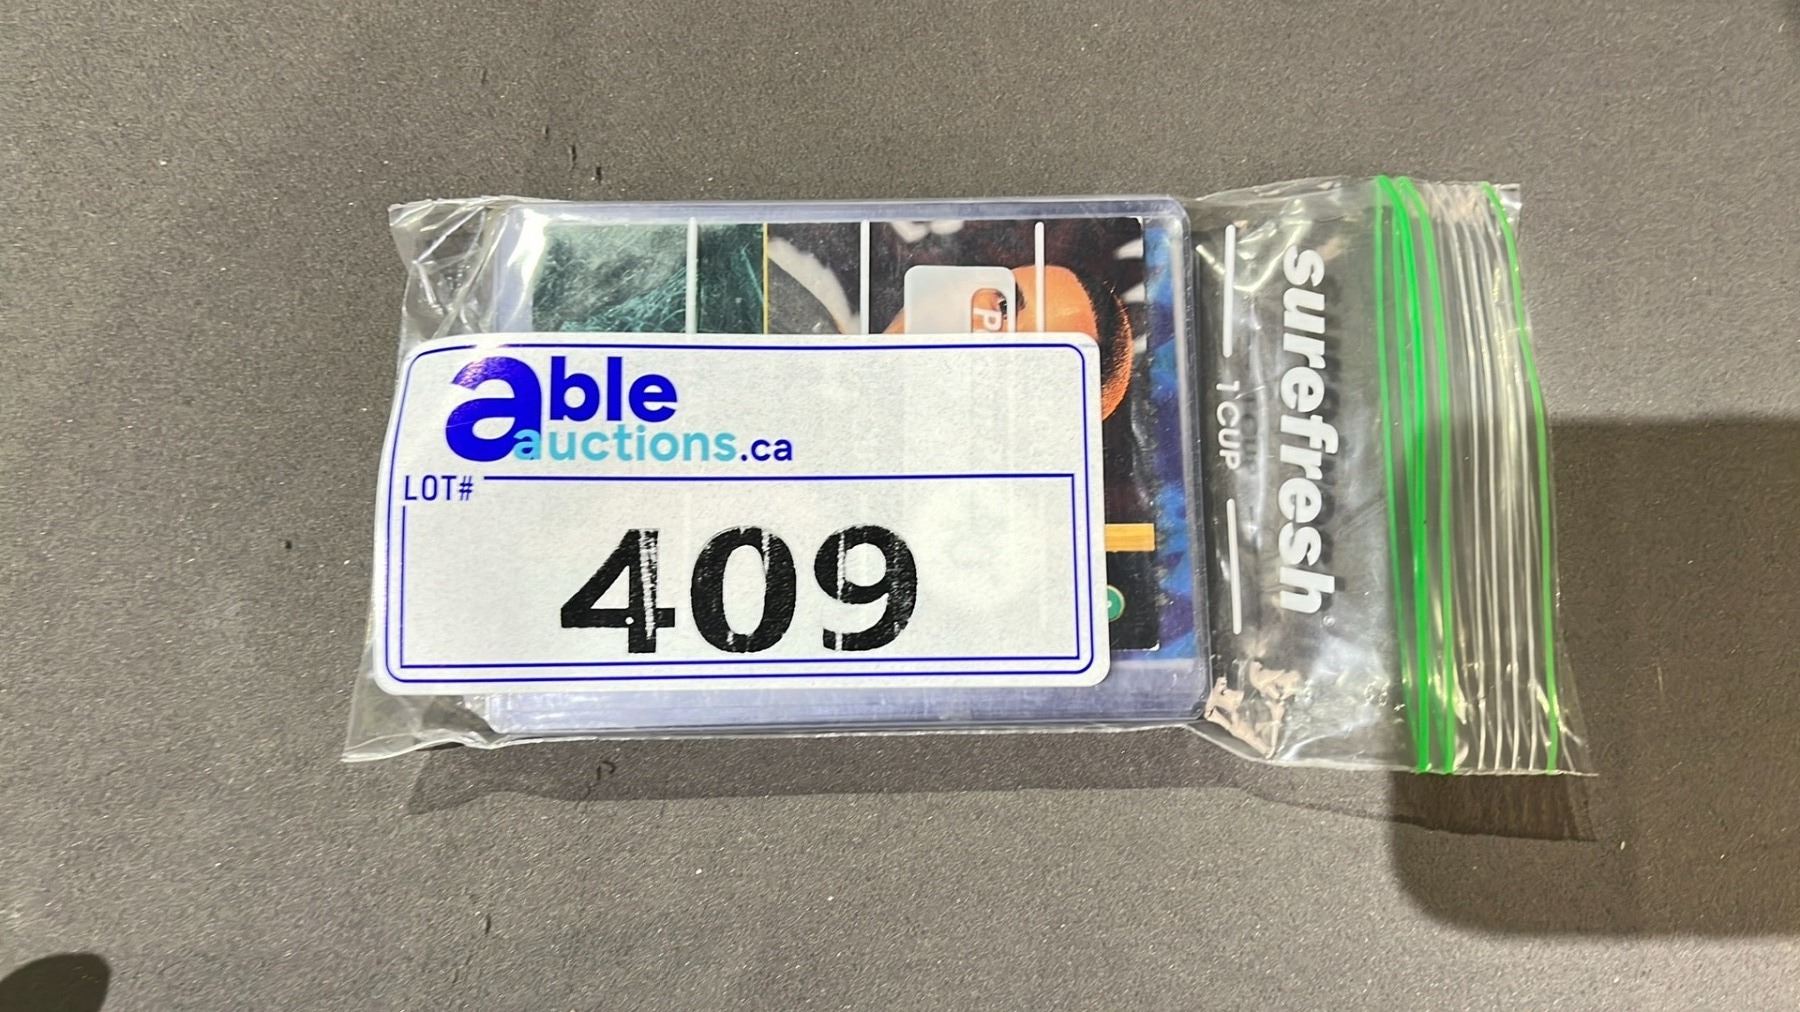 able
auctions.ca
LOT#
409
surefresh
1 CUP